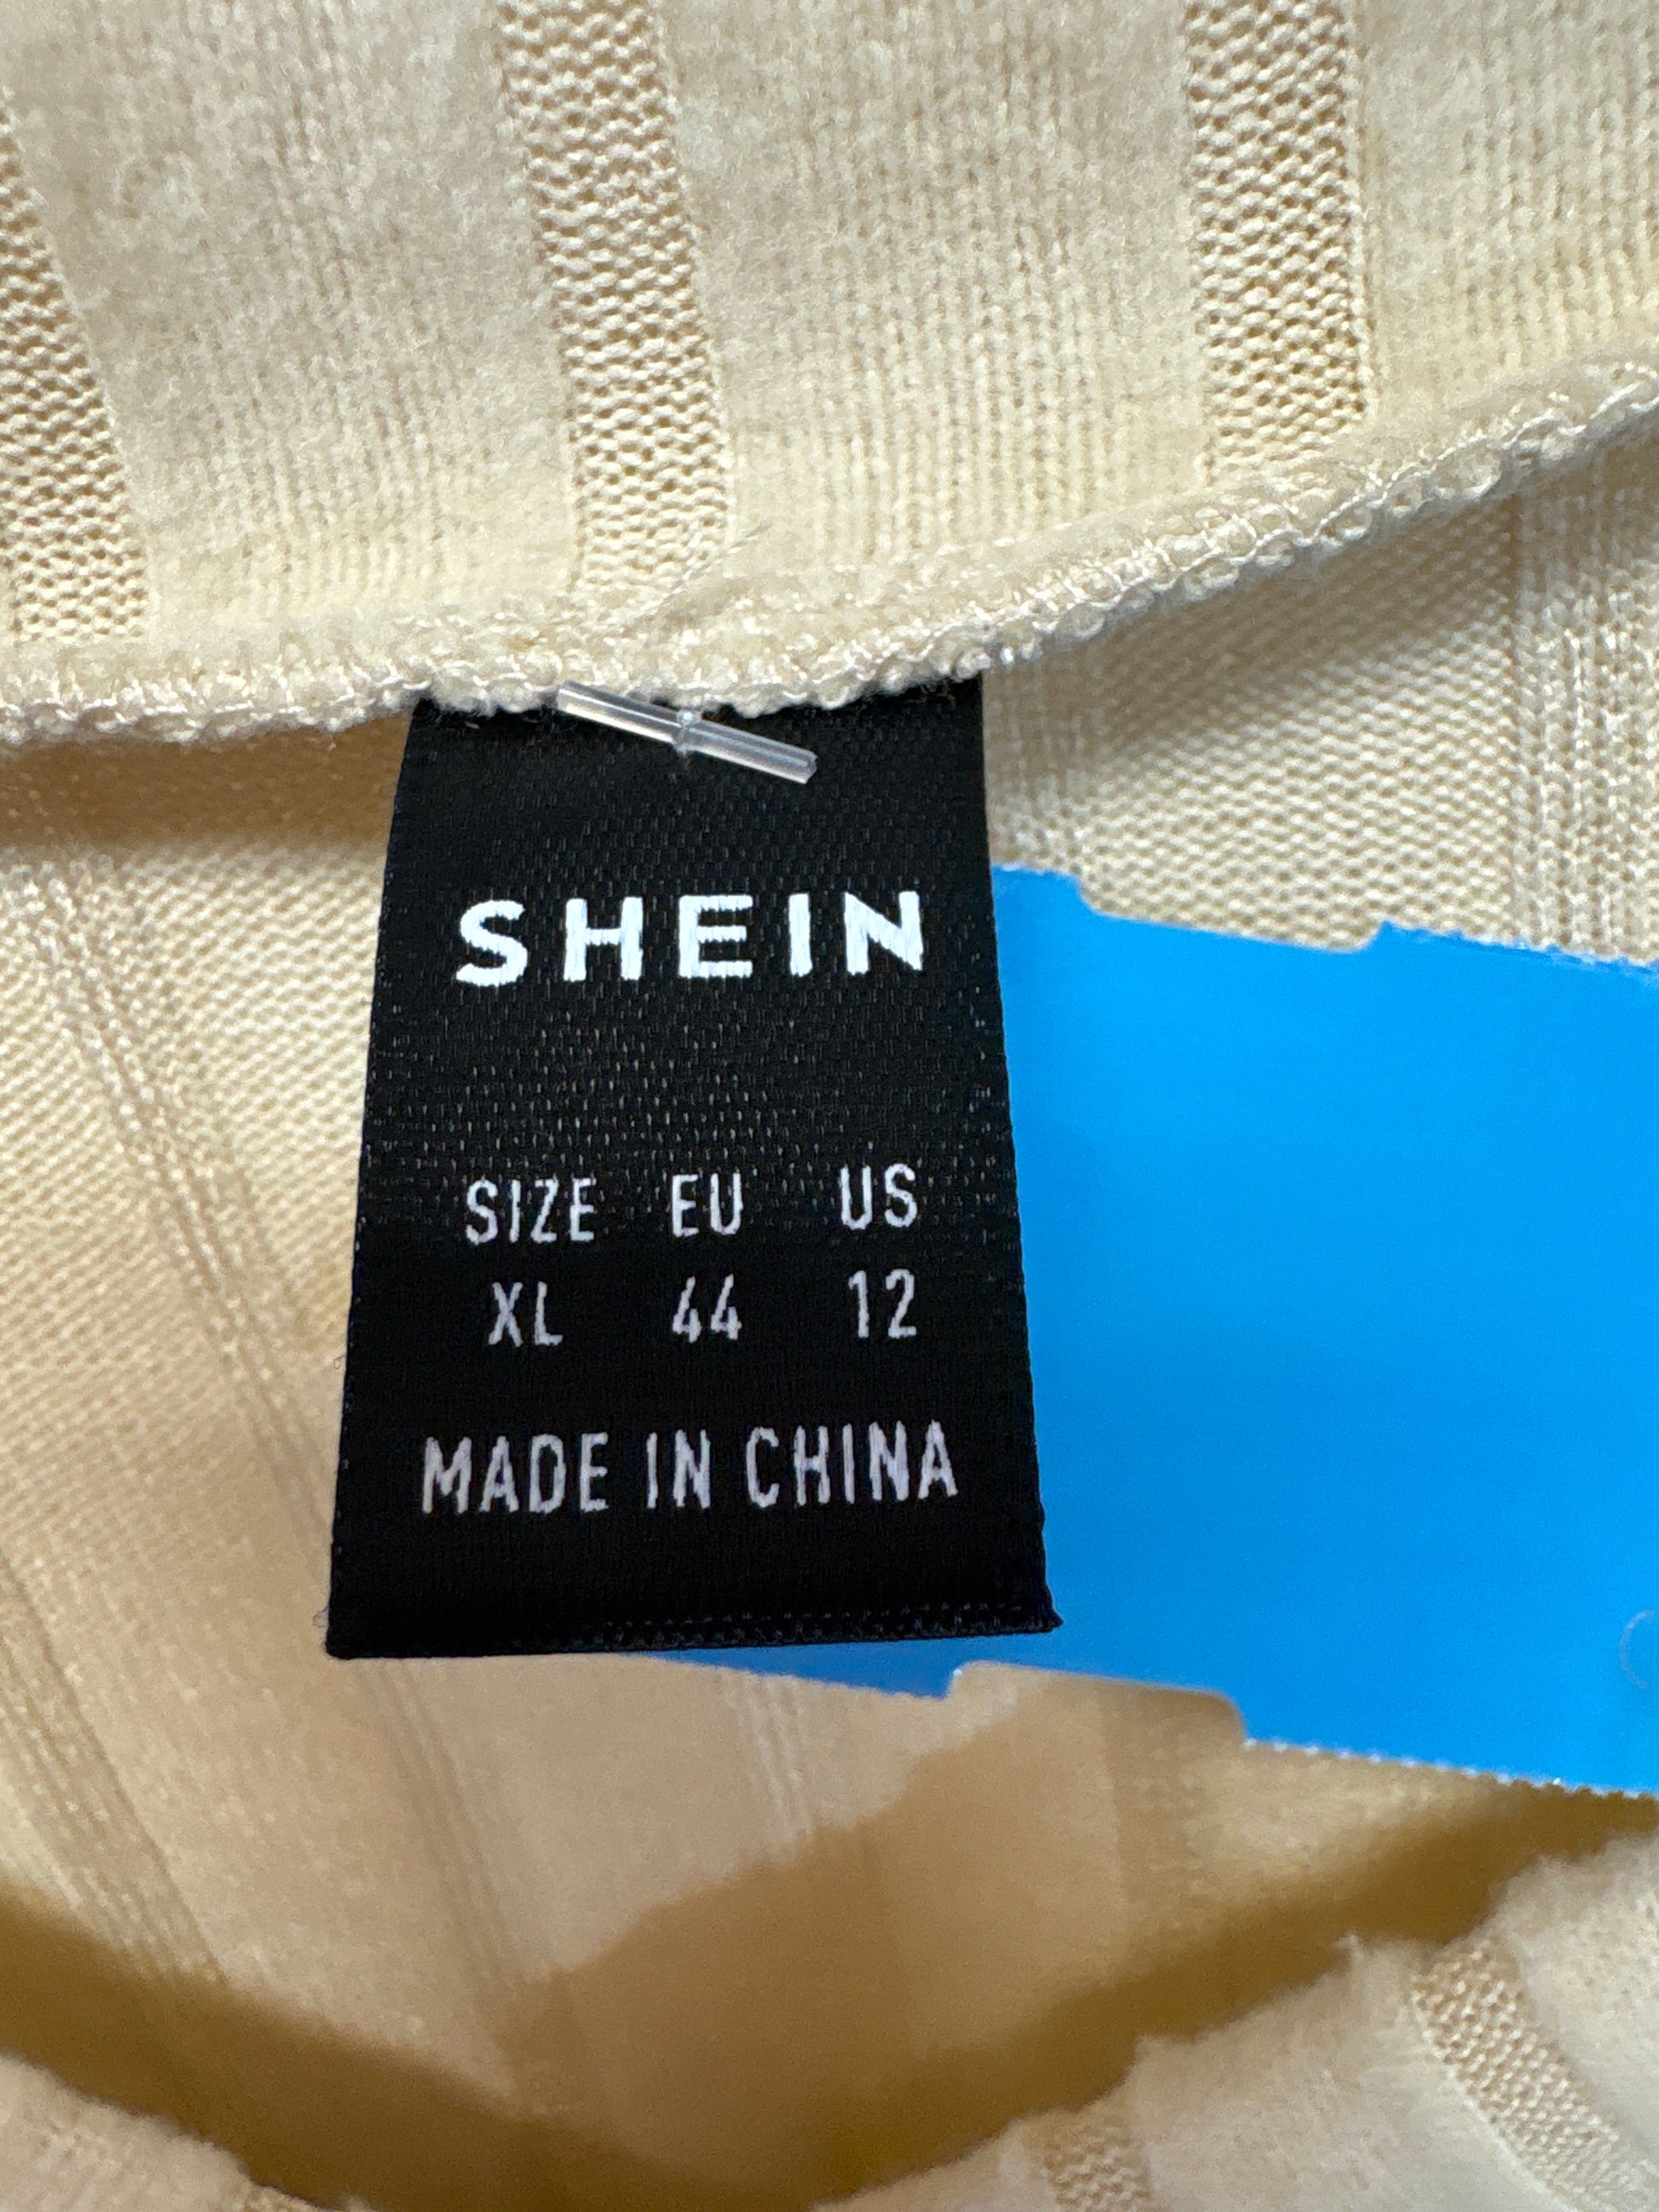 SHEIN
SIZE EU US
XL 44 12
MADE IN CHINA